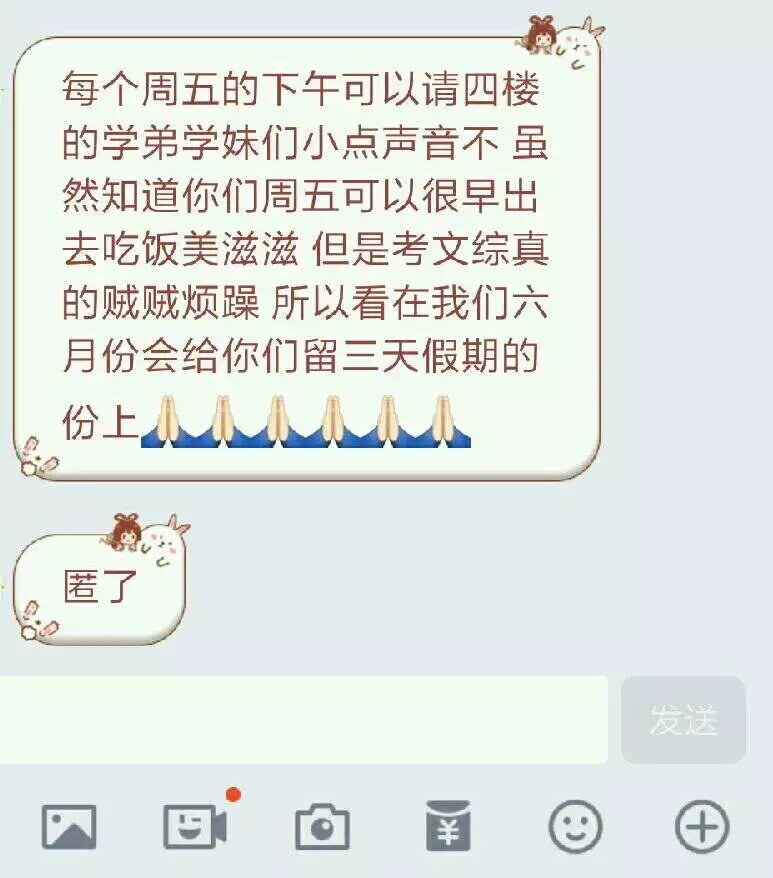 每个周五的下午可以请四楼
的学弟学妹们小点声音不 虽
然知道你们周五可以很早出
去吃饭美滋滋 但是考文综真
的贼贼烦躁 所以看在我们六
月份会给你们留三天假期的
份上🙏🏻🙏🏻🙏🏻🙏🏻🙏🏻🙏🏻
匿了
发送